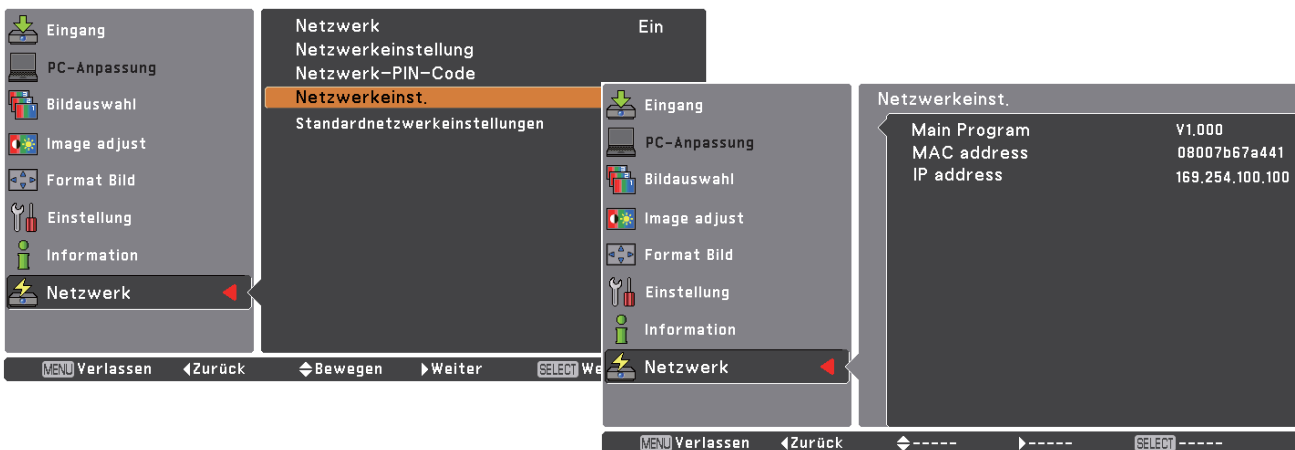 Eingang
PC-Anpassung
Bildauswahl
Image adjust
Format Bild
Einstellung
Information
Netzwerk
Netzwerk Ein
Netzwerkeinstellung
Netzwerk-PIN-Code
Netzwerkeinst.
Standardnetzwerkeinstellungen
MENU Verlassen Zurück Bewegen Weiter SELECT We
Eingang
PC-Anpassung
Bildauswahl
Image adjust
Format Bild
Einstellung
Information
Netzwerk
Netzwerkeinst.
Main Program V1.000
MAC address 08007b67a441
IP address 169.254.100.100
MENU Verlassen Zurück ----- ----- SELECT -----